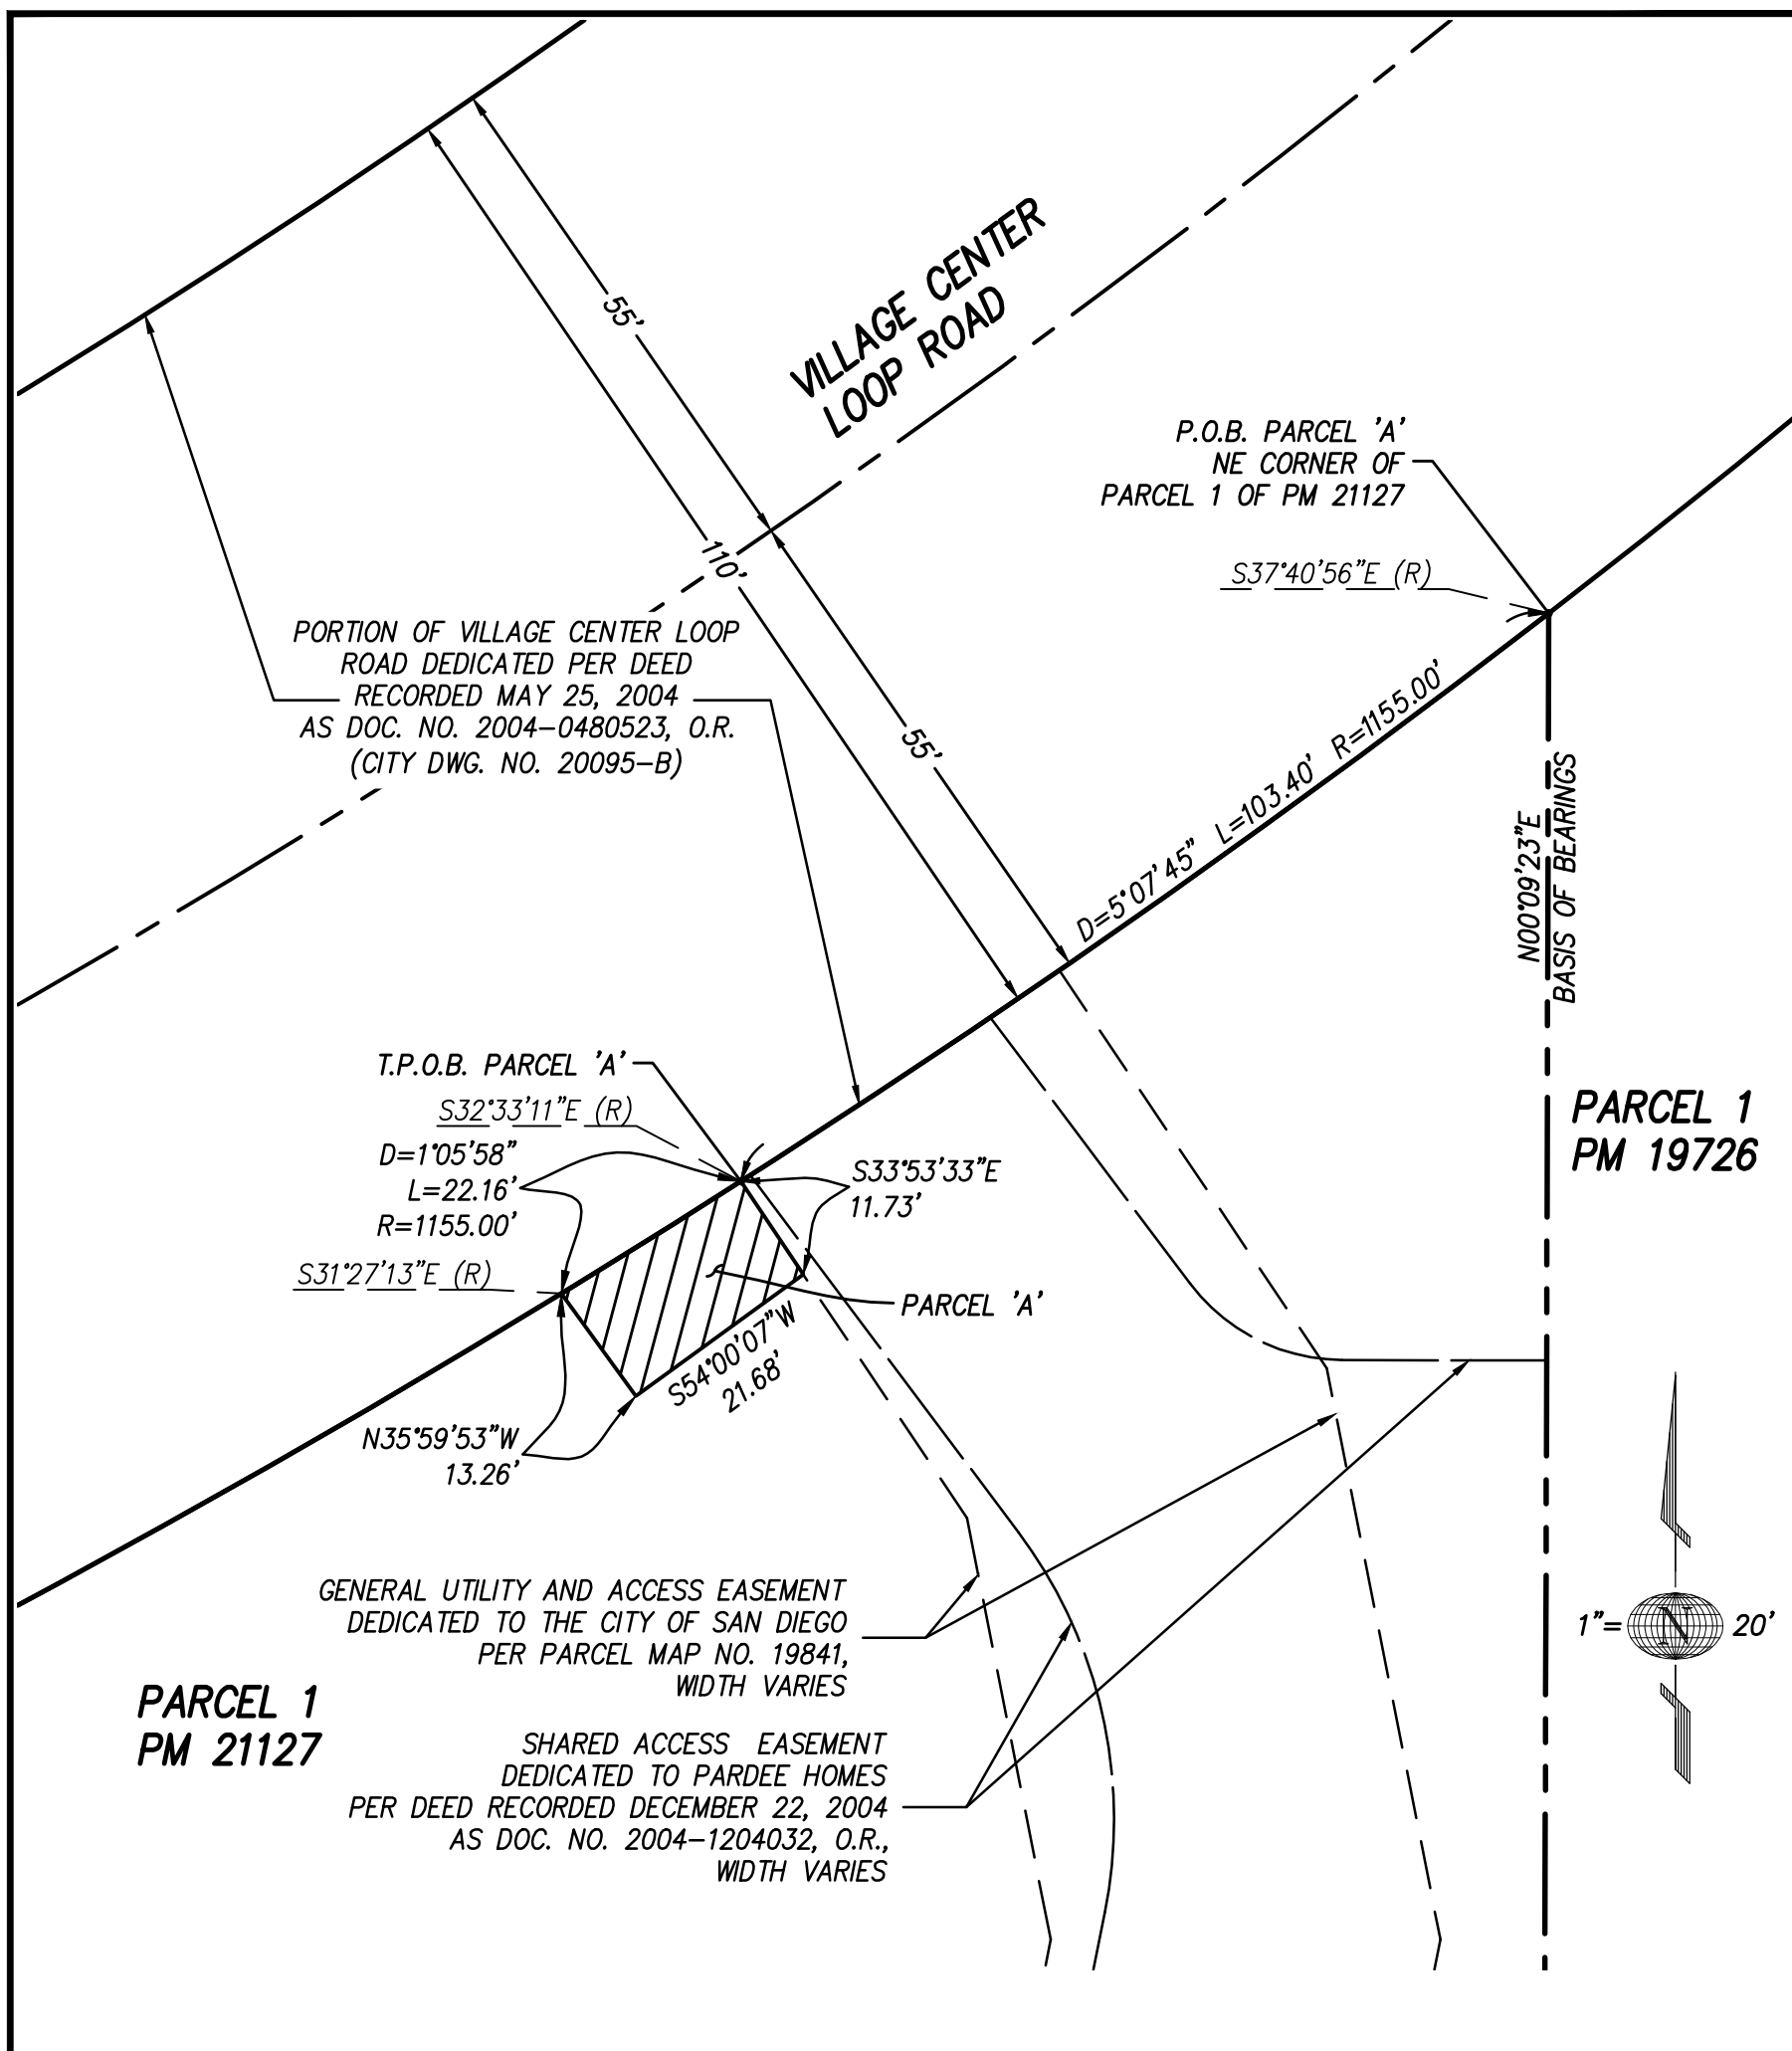 55'
VILLAGE CENTER
LOOP ROAD
110'
P.O.B. PARCEL 'A'
NE CORNER OF
PARCEL 1 OF PM 21127
S37°40'56"E (R)
PORTION OF VILLAGE CENTER LOOP
ROAD DEDICATED PER DEED
RECORDED MAY 25, 2004
AS DOC. NO. 2004-0480523, O.R.
(CITY DWG. NO. 20095-B)
55'
D=5°07'45" L=103.40' R=1155.00'
N00°09'23"E
BASIS OF BEARINGS
T.P.O.B. PARCEL 'A'
S32°33'11"E (R)
D=1°05'58"
L=22.16'
R=1155.00'
S31°27'13"E (R)
S33°53'33"E
11.73'
PARCEL 1
PM 19726
PARCEL 'A'
S54°00'07"W
21.68'
N35°59'53"W
13.26'
GENERAL UTILITY AND ACCESS EASEMENT
DEDICATED TO THE CITY OF SAN DIEGO
PER PARCEL MAP NO. 19841,
WIDTH VARIES
1"= N 20'
PARCEL 1
PM 21127
SHARED ACCESS EASEMENT
DEDICATED TO PARDEE HOMES
PER DEED RECORDED DECEMBER 22, 2004
AS DOC. NO. 2004-1204032, O.R.,
WIDTH VARIES